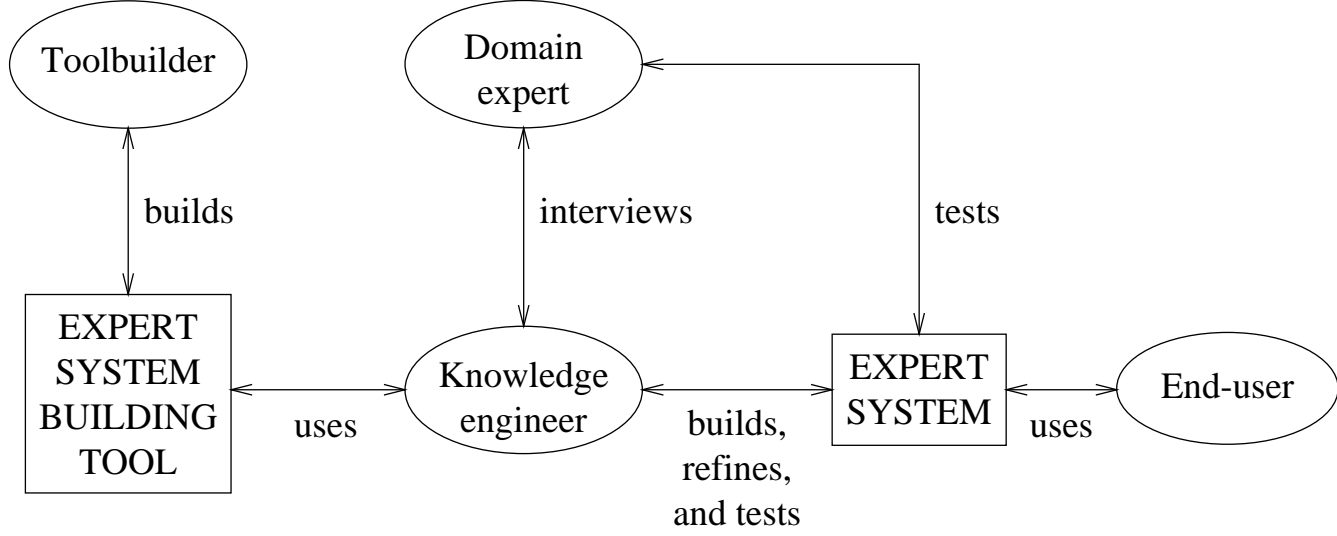 Toolbuilder
Domain
expert
builds
interviews
tests
EXPERT
SYSTEM
BUILDING
TOOL
uses
Knowledge
engineer
builds,
refines,
and tests
EXPERT
SYSTEM
uses
End-user